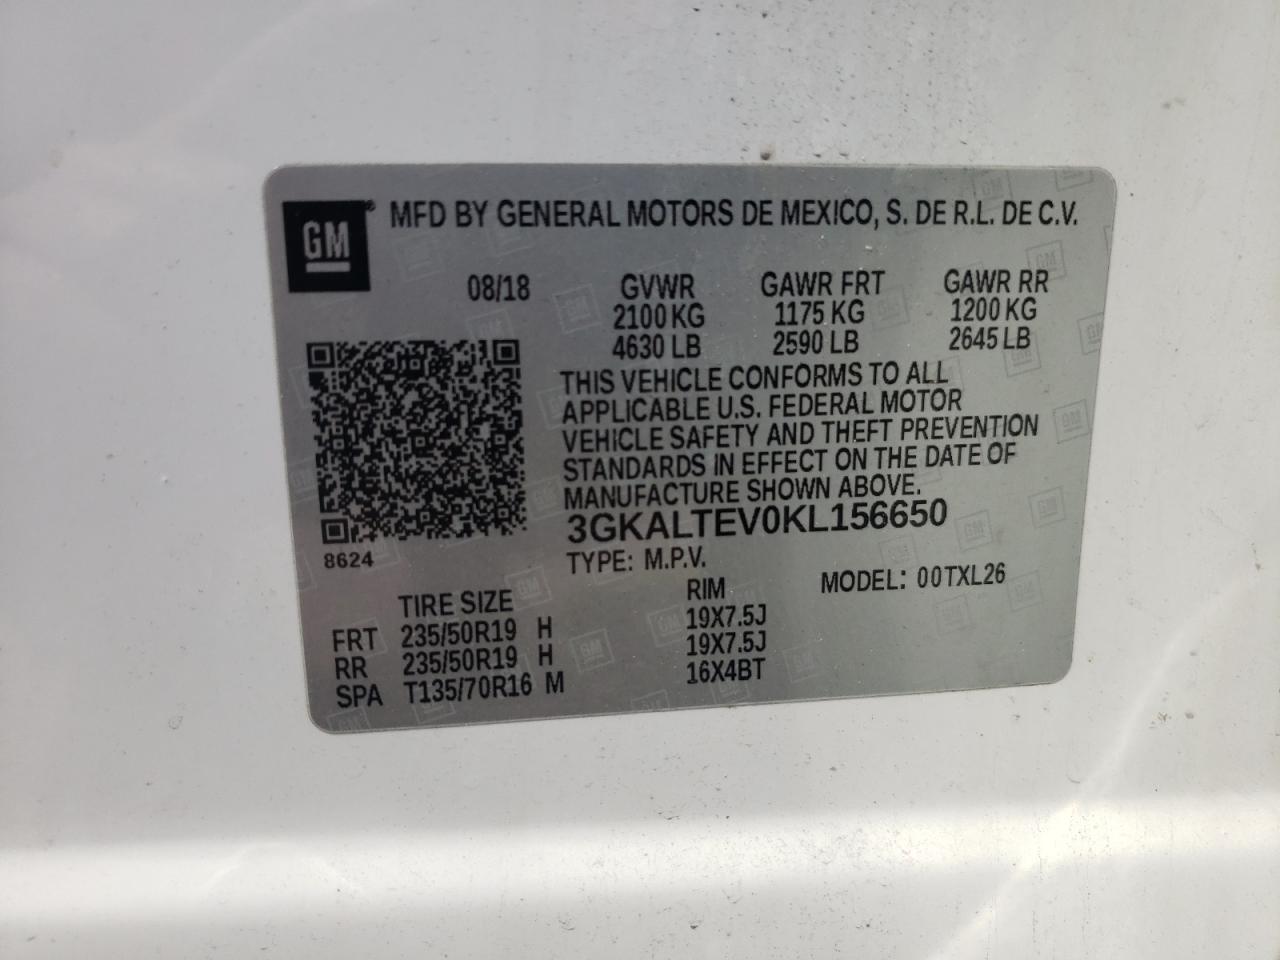 GM® MFD BY GENERAL MOTORS DE MEXICO, S. DE R.L. DE C.V.
08/18 GVWR GAWR FRT GAWR RR
2100 KG 1175 KG 1200 KG
4630 LB 2590 LB 2645 LB
THIS VEHICLE CONFORMS TO ALL
APPLICABLE U.S. FEDERAL MOTOR
VEHICLE SAFETY AND THEFT PREVENTION
STANDARDS IN EFFECT ON THE DATE OF
MANUFACTURE SHOWN ABOVE.
3GKALTEV0KL156650
8624 TYPE: M.P.V. MODEL: 00TXL26
TIRE SIZE RIM
FRT 235/50R19 H 19X7.5J
RR 235/50R19 H 19X7.5J
SPA T135/70R16 M 16X4BT